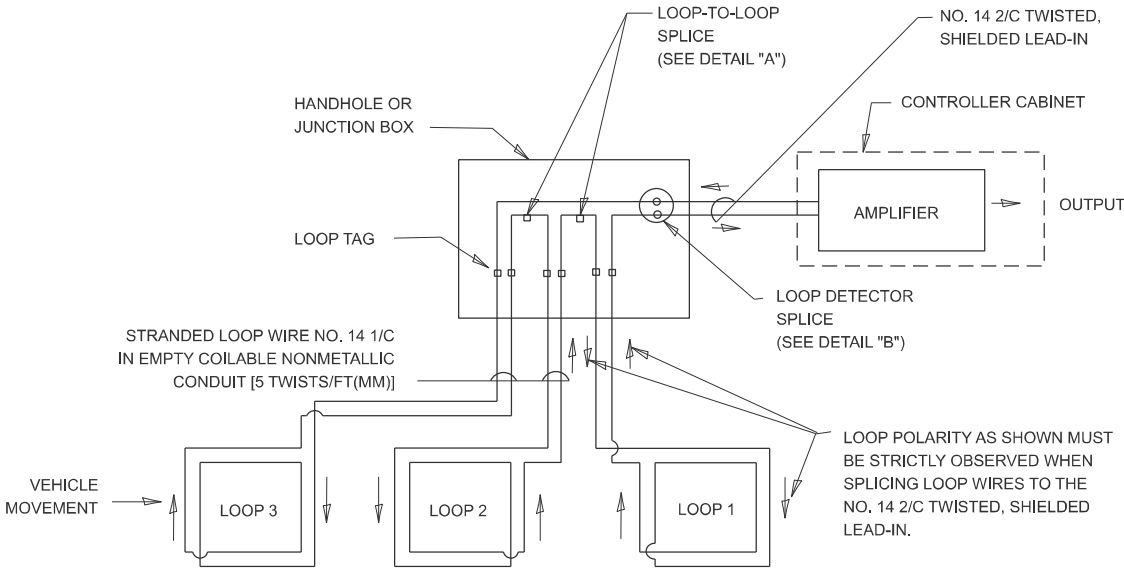 LOOP-TO-LOOP
SPLICE
(SEE DETAIL "A")
NO. 14 2/C TWISTED,
SHIELDED LEAD-IN
HANDHOLE OR
JUNCTION BOX
CONTROLLER CABINET
AMPLIFIER
OUTPUT
LOOP TAG
LOOP DETECTOR
SPLICE
(SEE DETAIL "B")
STRANDED LOOP WIRE NO. 14 1/C
IN EMPTY COILABLE NONMETALLIC
CONDUIT [5 TWISTS/FT(MM)]
LOOP POLARITY AS SHOWN MUST
BE STRICTLY OBSERVED WHEN
SPLICING LOOP WIRES TO THE
NO. 14 2/C TWISTED, SHIELDED
LEAD-IN.
VEHICLE
MOVEMENT
LOOP 3
LOOP 2
LOOP 1